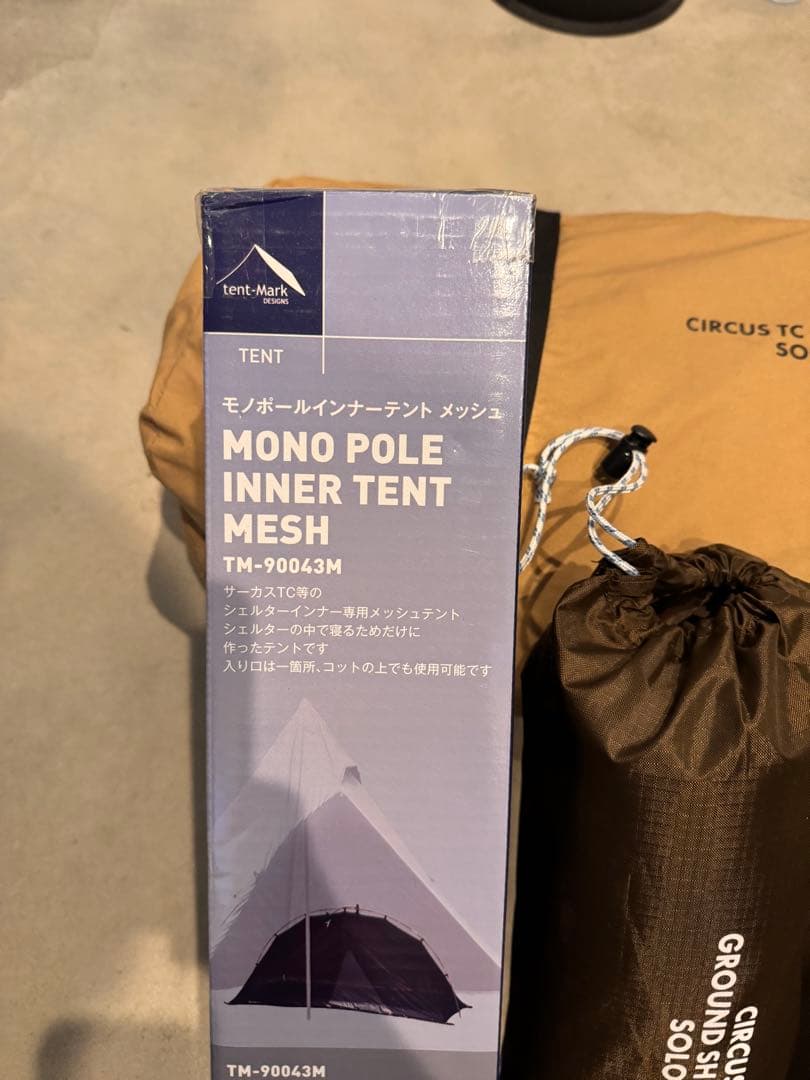 tent-Mark
DESIGNS
TENT
モノポールインナーテント メッシュ
MONO POLE
INNER TENT
MESH
TM-90043M
サーカスTC等の
シェルターインナー専用メッシュテント
シェルターの中で寝るためだけに
作ったテントです
入り口は一箇所、コットの上でも使用可能です
TM-90043M
CIRCUS TC
SO
CIRCUS
GROUND SH
SOLO